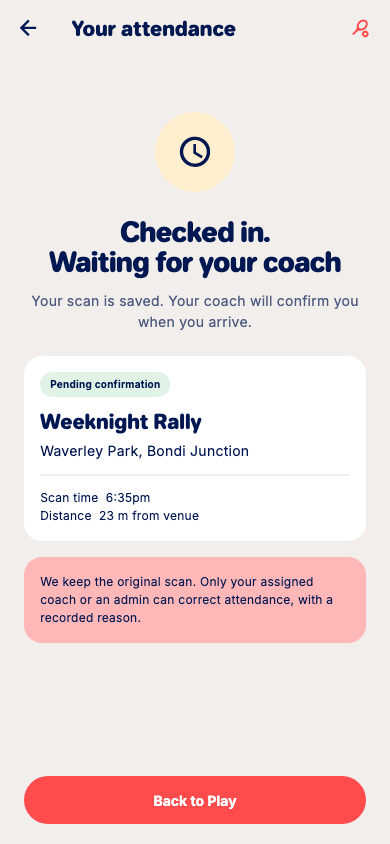 Your attendance
Checked in.
Waiting for your coach
Your scan is saved. Your coach will confirm you
when you arrive.
Pending confirmation
Weeknight Rally
Waverley Park, Bondi Junction
Scan time 6:35pm
Distance 23 m from venue
We keep the original scan. Only your assigned
coach or an admin can correct attendance, with a
recorded reason.
Back to Play